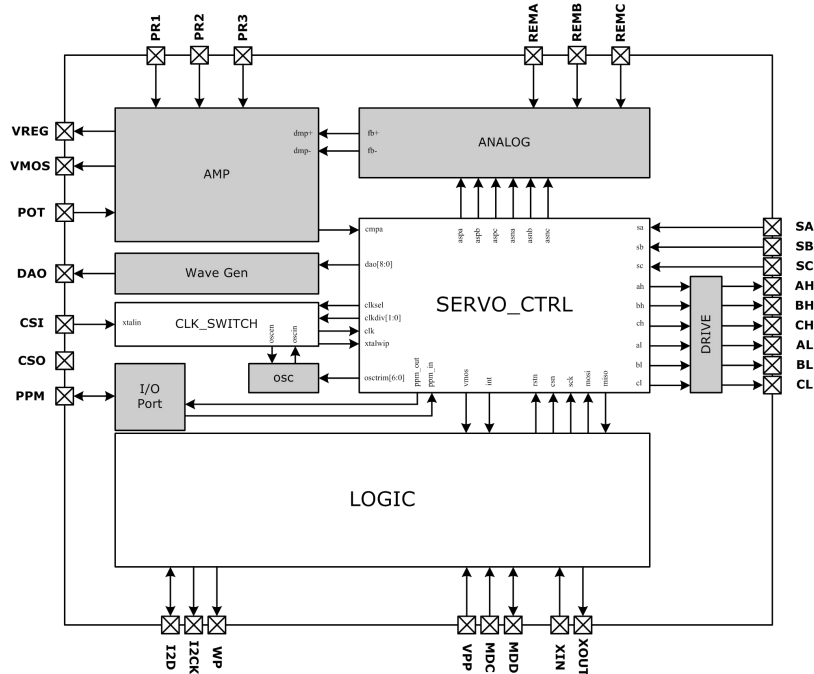 PR1
PR2
PR3
REMA
REMB
REMC
VREG
VMOS
POT
DAO
CSI
CSO
PPM
AMP
dmp+
dmp-
cmpa
fb+
fb-
ANALOG
aspa
aspb
aspc
asna
asnb
asnc
Wave Gen
dao[8:0]
xtalin
CLK_SWITCH
oscen
oscin
clksel
clkdiv[1:0]
clk
xtalwip
osc
osctrim[6:0]
I/O
Port
ppm_out
ppm_in
SERVO_CTRL
vmos
int
rstn
csn
sck
mosi
miso
sa
sb
sc
ah
bh
ch
al
bl
cl
DRIVE
SA
SB
SC
AH
BH
CH
AL
BL
CL
LOGIC
I2D
I2CK
WP
VPP
MDC
MDD
XIN
XOUT